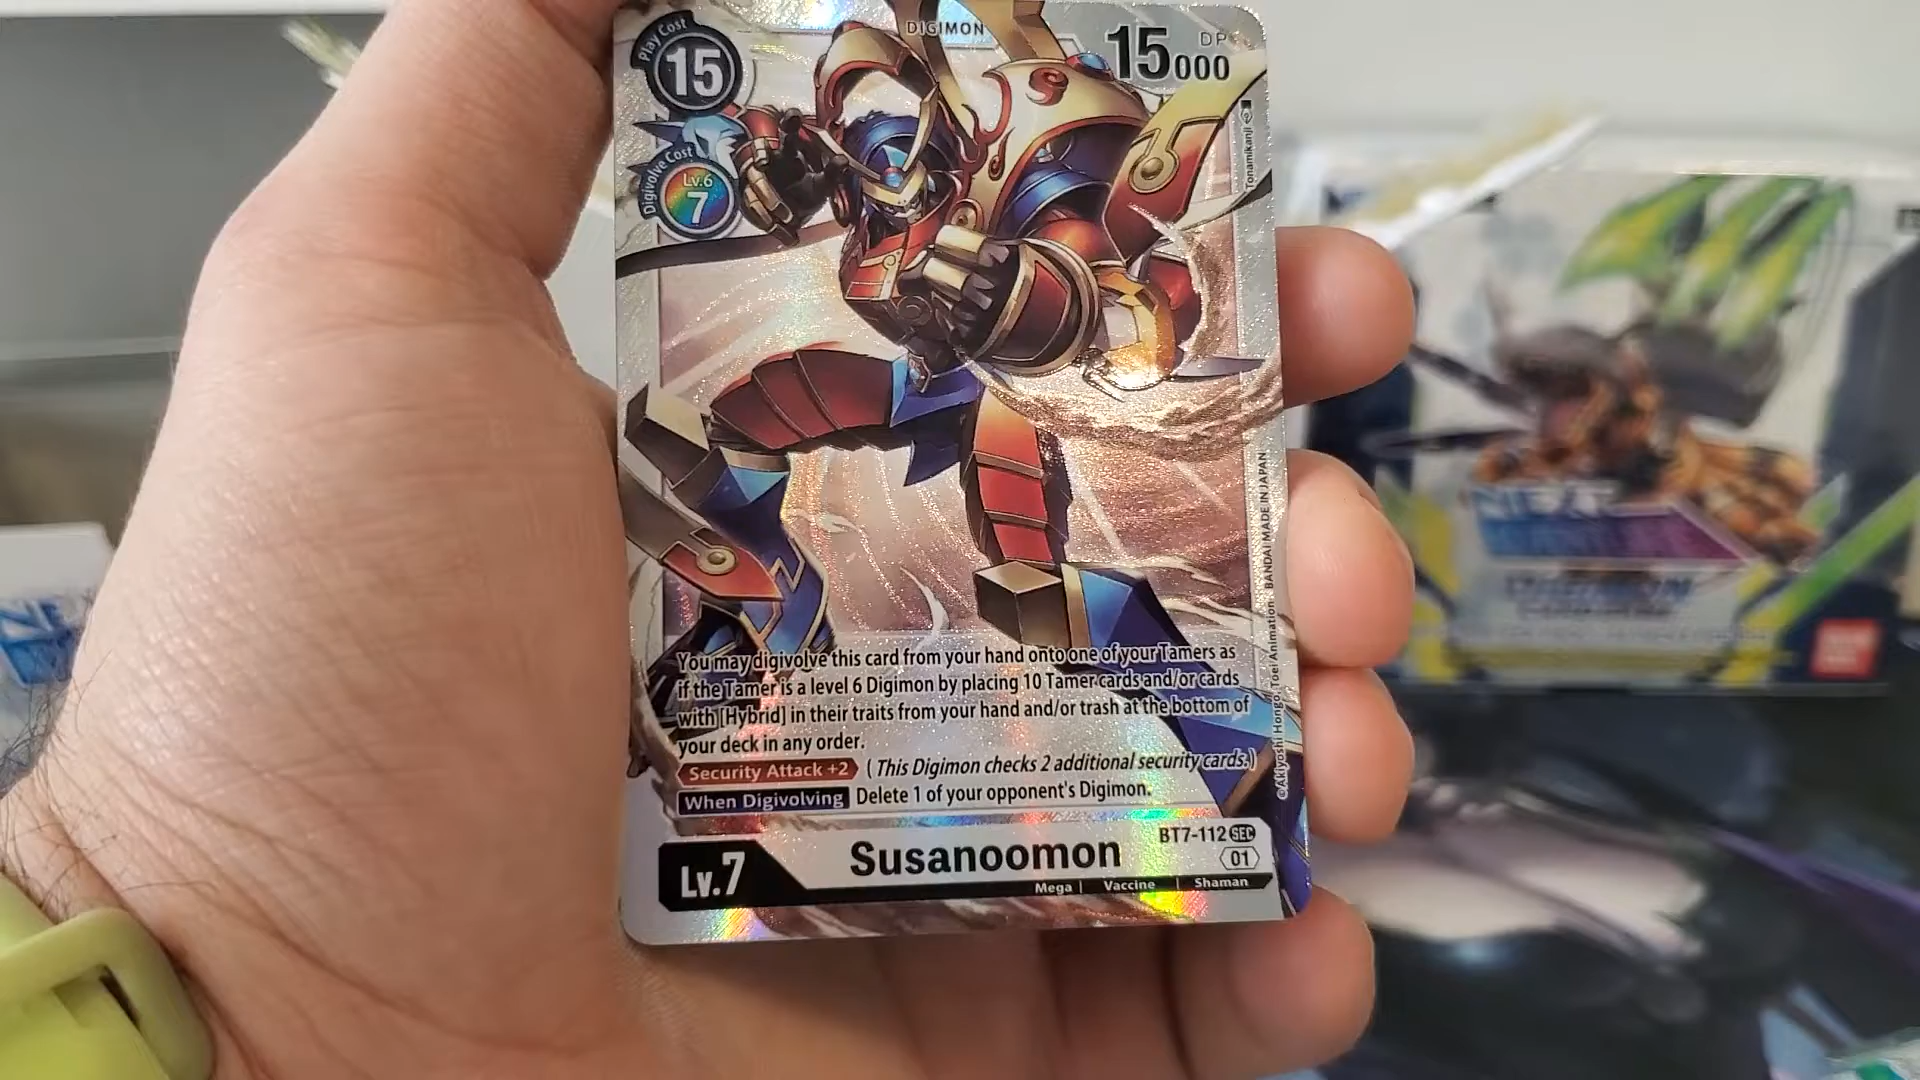 DIGIMON
Play Cost
15
15000
DP
Digivolve Cost
Lv.6
7
Tonamikanji
You may digivolve this card from your hand onto one of your Tamers as
if the Tamer is a level 6 Digimon by placing 10 Tamer cards and/or cards
with [Hybrid] in their traits from your hand and/or trash at the bottom of
your deck in any order.
Security Attack +2 (This Digimon checks 2 additional security cards.)
When Digivolving Delete 1 of your opponent's Digimon.
©Akiyoshi Hongo, Toei Animation BANDAI MADE IN JAPAN
BT7-112 SEC
01
Lv.7
Susanoomon
Mega | Vaccine | Shaman